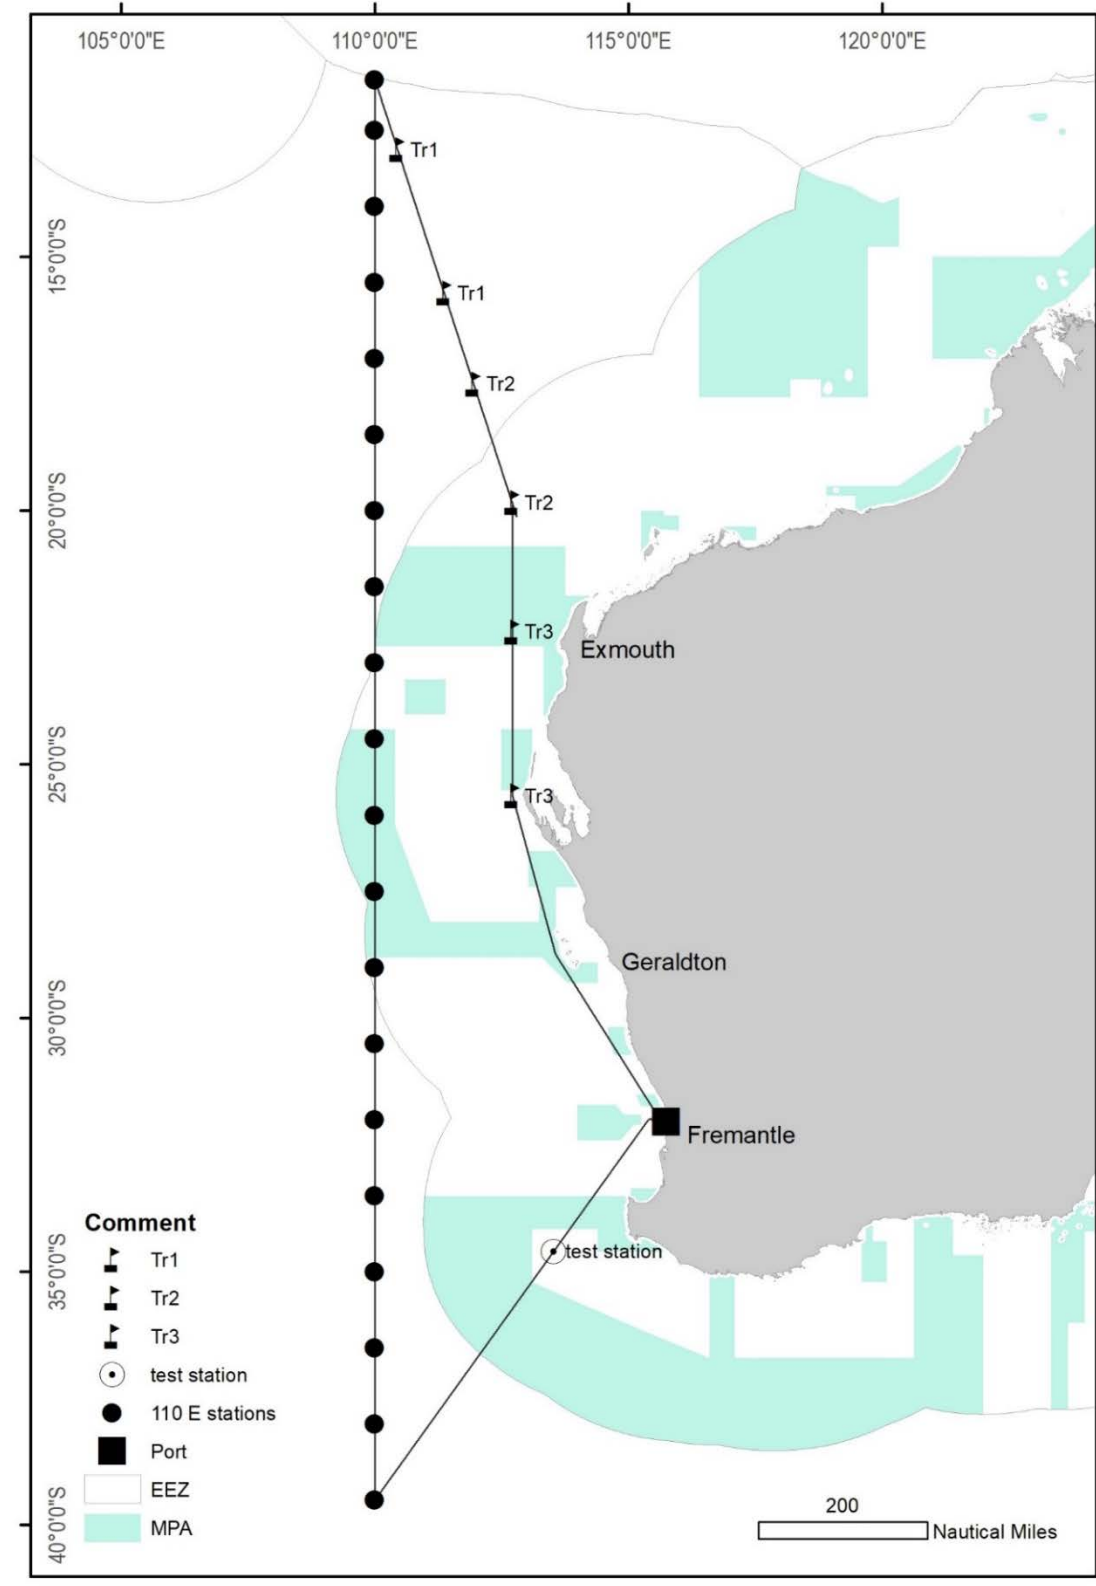 105°0'0"E
110°0'0"E
115°0'0"E
120°0'0"E
15°0'0"S
20°0'0"S
25°0'0"S
30°0'0"S
35°0'0"S
40°0'0"S
Tr1
Tr1
Tr2
Tr2
Tr3
Exmouth
Tr3
Geraldton
Fremantle
test station
Comment
Tr1
Tr2
Tr3
test station
110 E stations
Port
EEZ
MPA
200
Nautical Miles